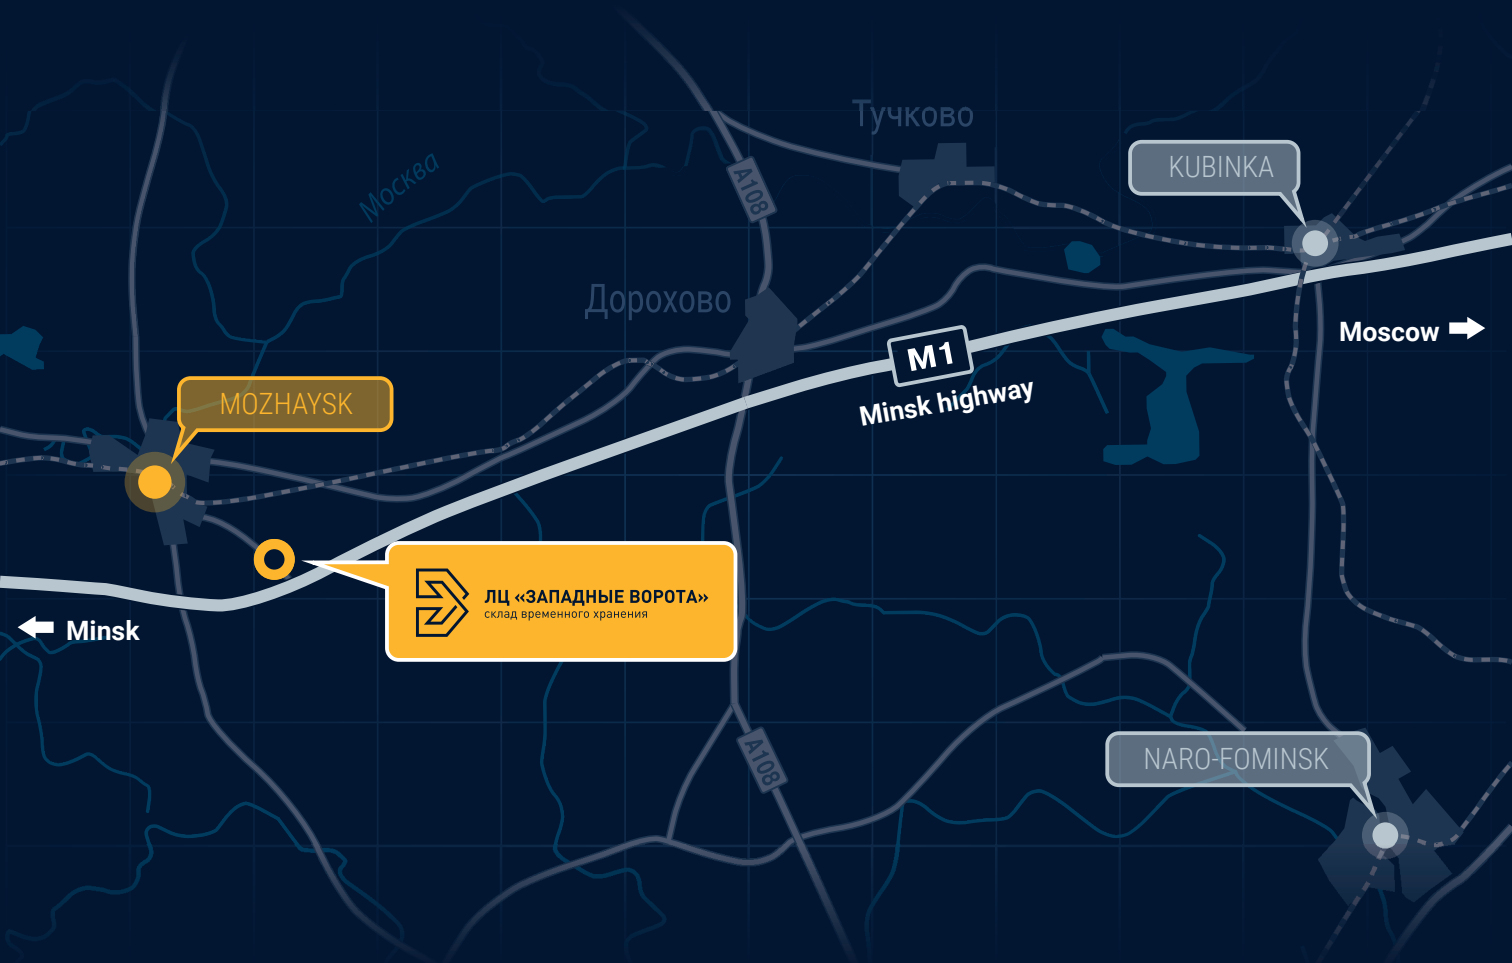 Тучково
KUBINKA
Москва
A108
Дорохово
Moscow
M1
Minsk highway
MOZHAYSK
ЛЦ «ЗАПАДНЫЕ ВОРОТА»
склад временного хранения
Minsk
A108
NARO-FOMINSK